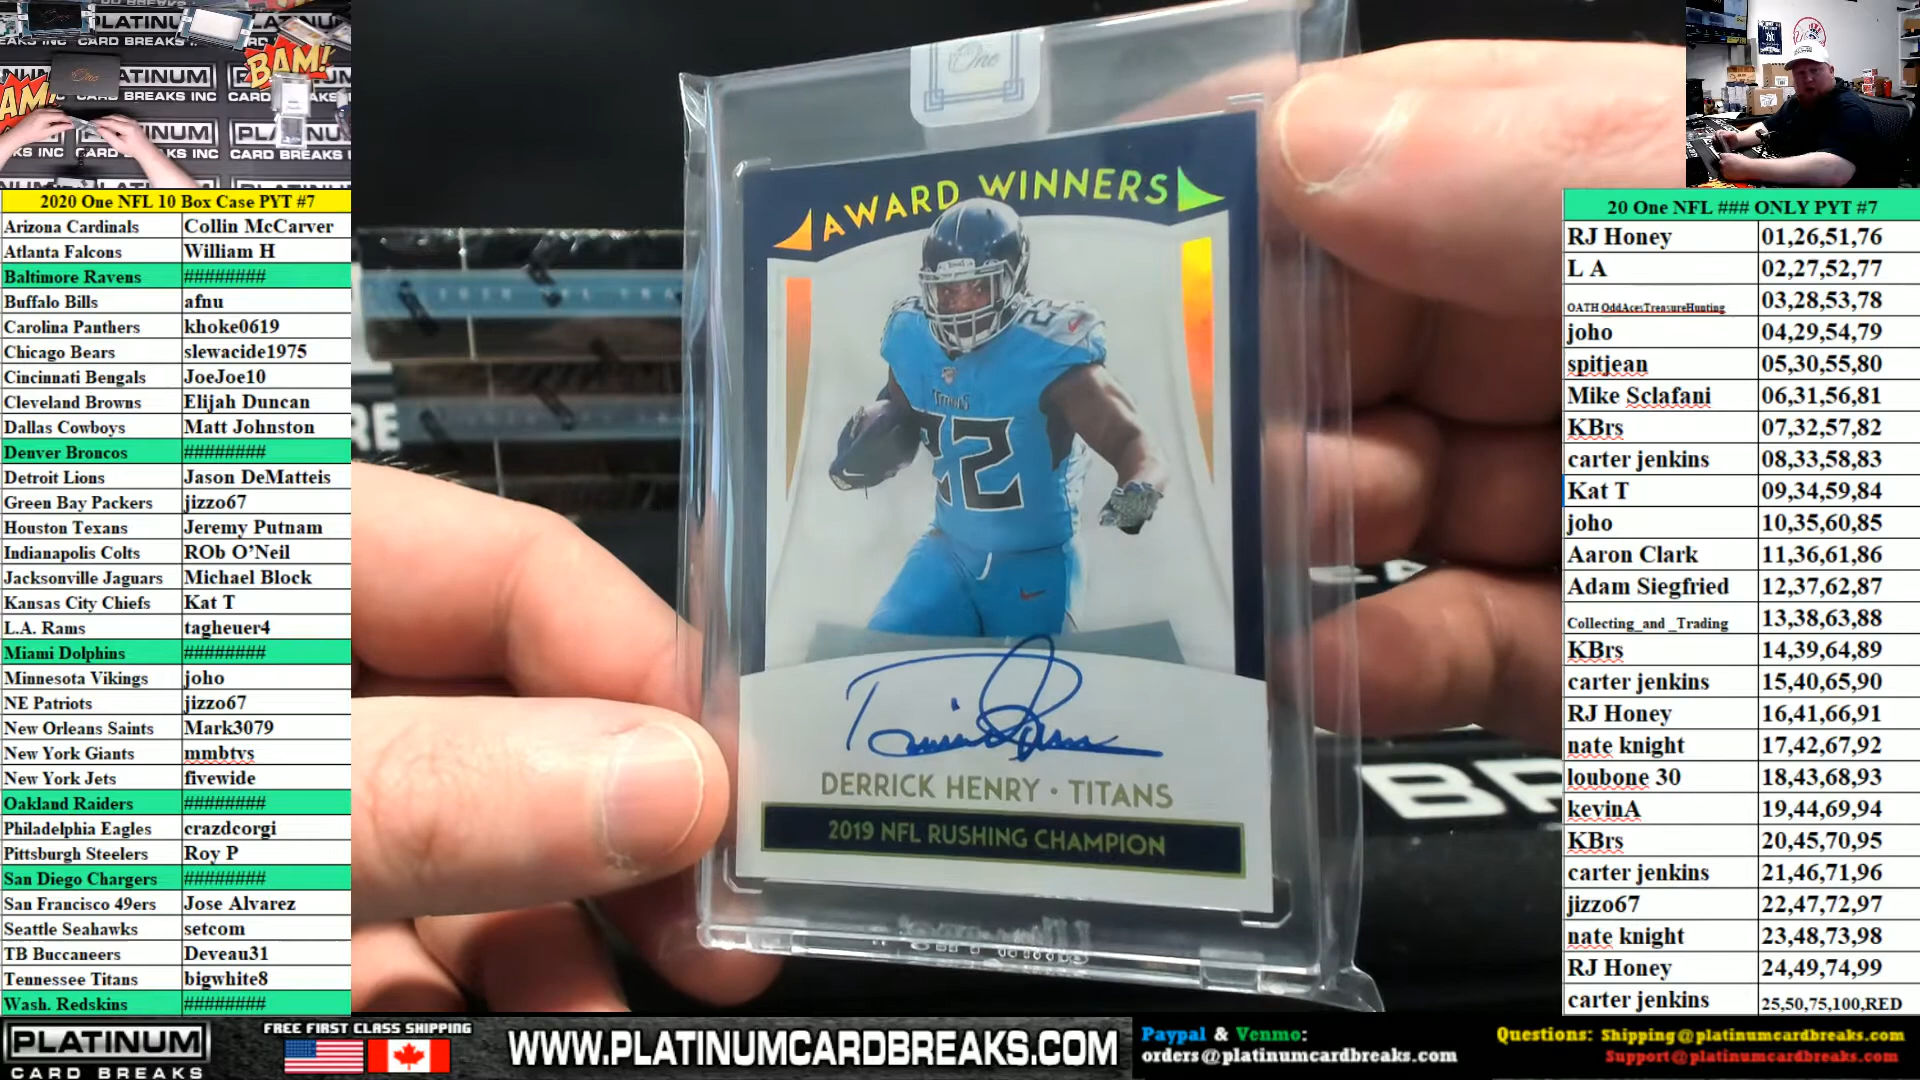 2020 One NFL 10 Box Case PYT #7
Arizona Cardinals Collin McCarver
Atlanta Falcons William H
Baltimore Ravens ########
Buffalo Bills afnu
Carolina Panthers khoke0619
Chicago Bears slewacide1975
Cincinnati Bengals JoeJoe10
Cleveland Browns Elijah Duncan
Dallas Cowboys Matt Johnston
Denver Broncos ########
Detroit Lions Jason DeMatteis
Green Bay Packers jizzo67
Houston Texans Jeremy Putnam
Indianapolis Colts ROb O'Neil
Jacksonville Jaguars Michael Block
Kansas City Chiefs Kat T
L.A. Rams tagheuer4
Miami Dolphins ########
Minnesota Vikings joho
NE Patriots jizzo67
New Orleans Saints Mark3079
New York Giants mmbtvs
New York Jets fivewide
Oakland Raiders ########
Philadelphia Eagles crazdcorgi
Pittsburgh Steelers Roy P
San Diego Chargers ########
San Francisco 49ers Jose Alvarez
Seattle Seahawks setcom
TB Buccaneers Deveau31
Tennessee Titans bigwhite8
Wash. Redskins ########
One
AWARD WINNERS
TITANS
22
DERRICK HENRY · TITANS
2019 NFL RUSHING CHAMPION
20 One NFL ### ONLY PYT #7
RJ Honey 01,26,51,76
L A 02,27,52,77
OATH OddAcesTreasureHunting 03,28,53,78
joho 04,29,54,79
spitjean 05,30,55,80
Mike Sclafani 06,31,56,81
KBrs 07,32,57,82
carter jenkins 08,33,58,83
Kat T 09,34,59,84
joho 10,35,60,85
Aaron Clark 11,36,61,86
Adam Siegfried 12,37,62,87
Collecting_and _Trading 13,38,63,88
KBrs 14,39,64,89
carter jenkins 15,40,65,90
RJ Honey 16,41,66,91
nate knight 17,42,67,92
loubone 30 18,43,68,93
kevinA 19,44,69,94
KBrs 20,45,70,95
carter jenkins 21,46,71,96
jizzo67 22,47,72,97
nate knight 23,48,73,98
RJ Honey 24,49,74,99
carter jenkins 25,50,75,100,RED
PLATINUM
CARD BREAKS INC
BAM!
PLATINUM
CARD BREAKS
FREE FIRST CLASS SHIPPING
WWW.PLATINUMCARDBREAKS.COM
Paypal & Venmo:
orders@platinumcardbreaks.com
Questions: Shipping@platinumcardbreaks.com
Support@platinumcardbreaks.com